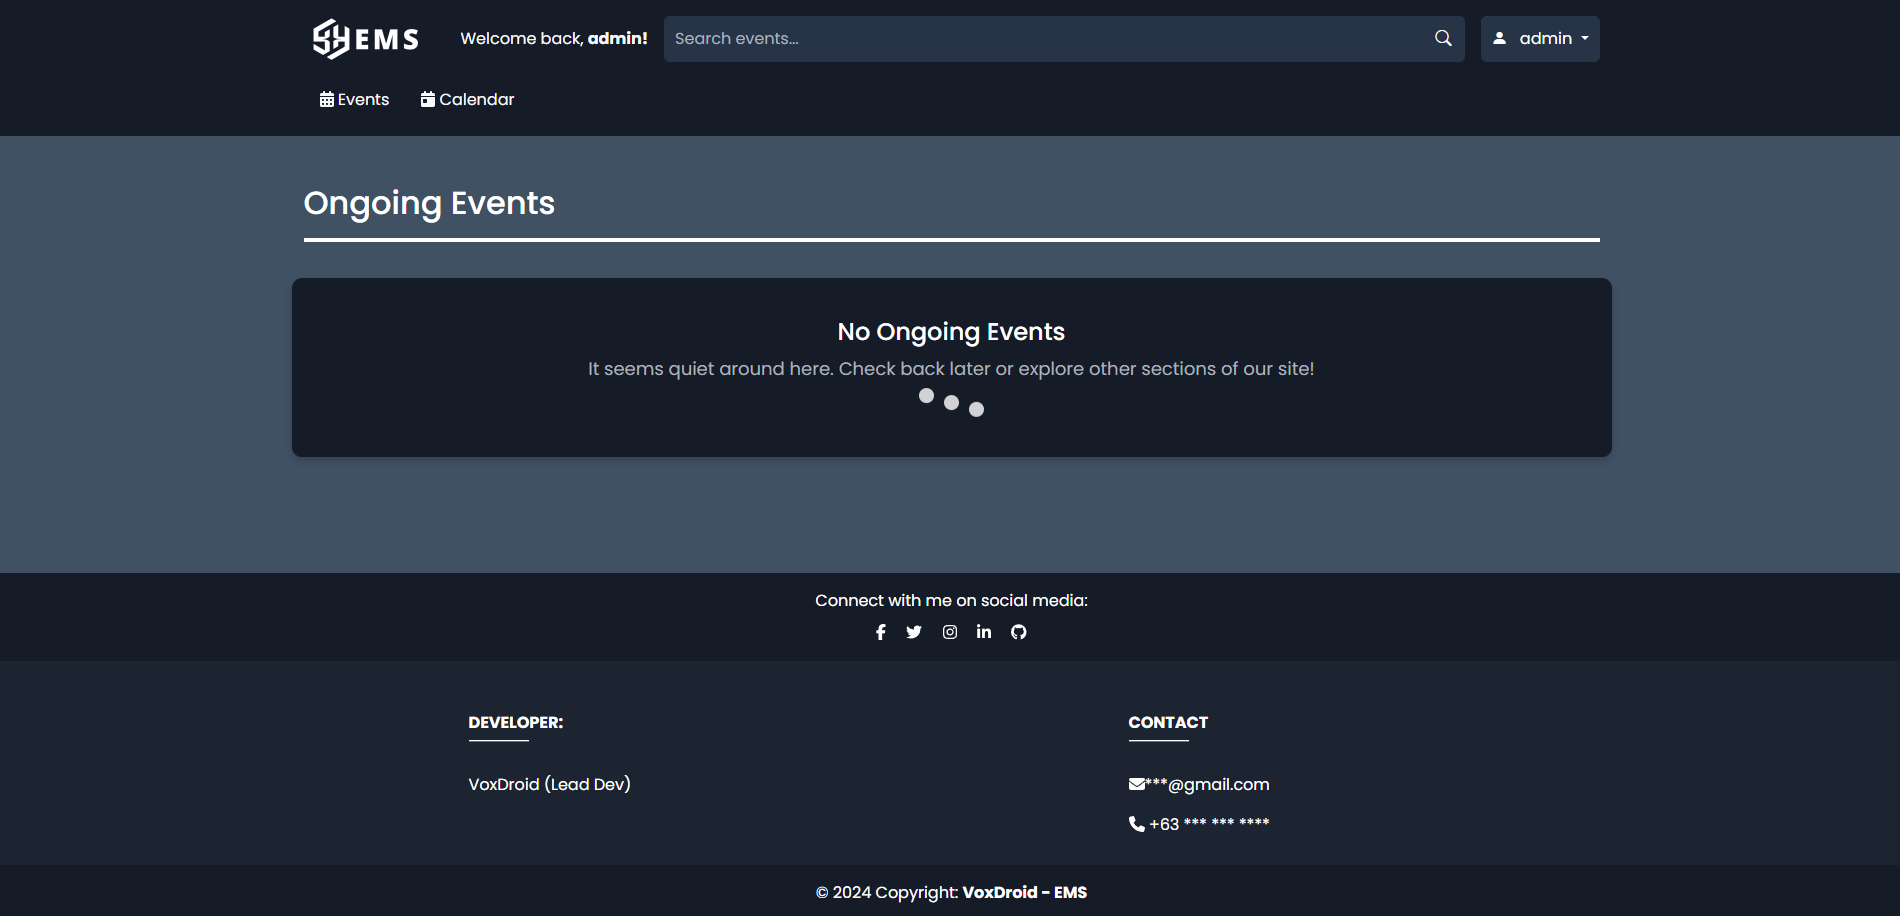 EMS
Welcome back, admin!
Search events...
admin
Events
Calendar
Ongoing Events
No Ongoing Events
It seems quiet around here. Check back later or explore other sections of our site!
Connect with me on social media:
DEVELOPER:
VoxDroid (Lead Dev)
CONTACT
***@gmail.com
+63 *** *** ****
© 2024 Copyright: VoxDroid - EMS